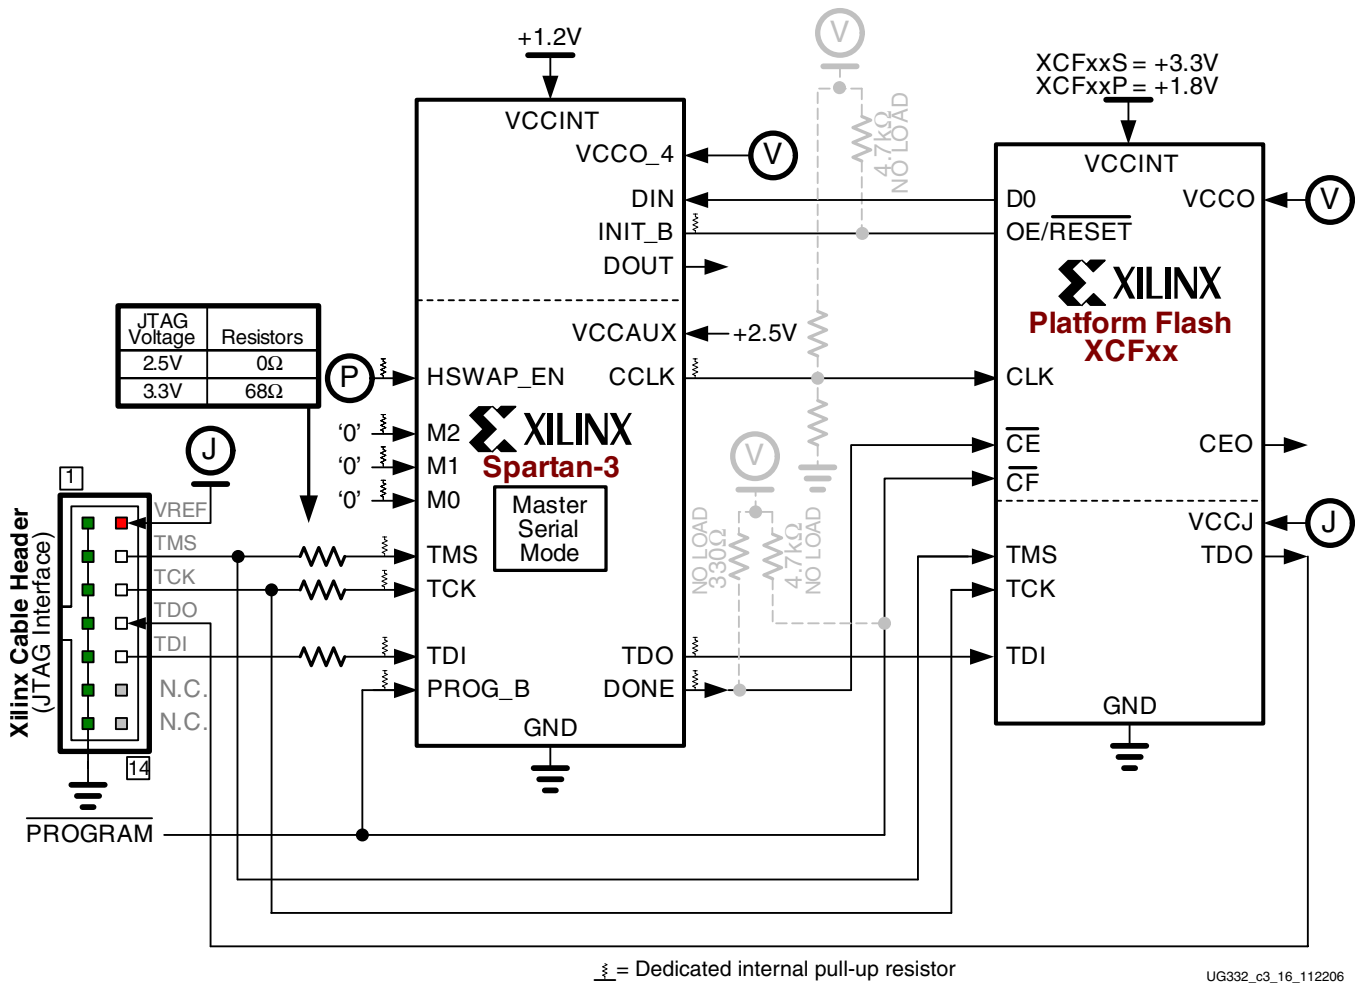 +1.2V
V
XCFxxS = +3.3V
XCFxxP = +1.8V
VCCINT
VCCO_4
V
4.7kΩ
NO LOAD
VCCINT
DIN
D0
VCCO
V
INIT_B
OE/RESET
DOUT
XILINX
Platform Flash
XCFxx
JTAG
Voltage
Resistors
2.5V
0Ω
3.3V
68Ω
VCCAUX
+2.5V
P
HSWAP_EN
CCLK
CLK
'0'
M2
XILINX
Spartan-3
'0'
M1
'0'
M0
Master
Serial
Mode
J
V
CE
CEO
CF
1
Xilinx Cable Header
(JTAG Interface)
VREF
TMS
TCK
TDO
TDI
N.C.
N.C.
14
NO LOAD
330Ω
4.7kΩ
NO LOAD
VCCJ
J
TMS
TMS
TDO
TCK
TCK
TDI
TDO
TDI
PROG_B
DONE
GND
GND
PROGRAM
= Dedicated internal pull-up resistor
UG332_c3_16_112206